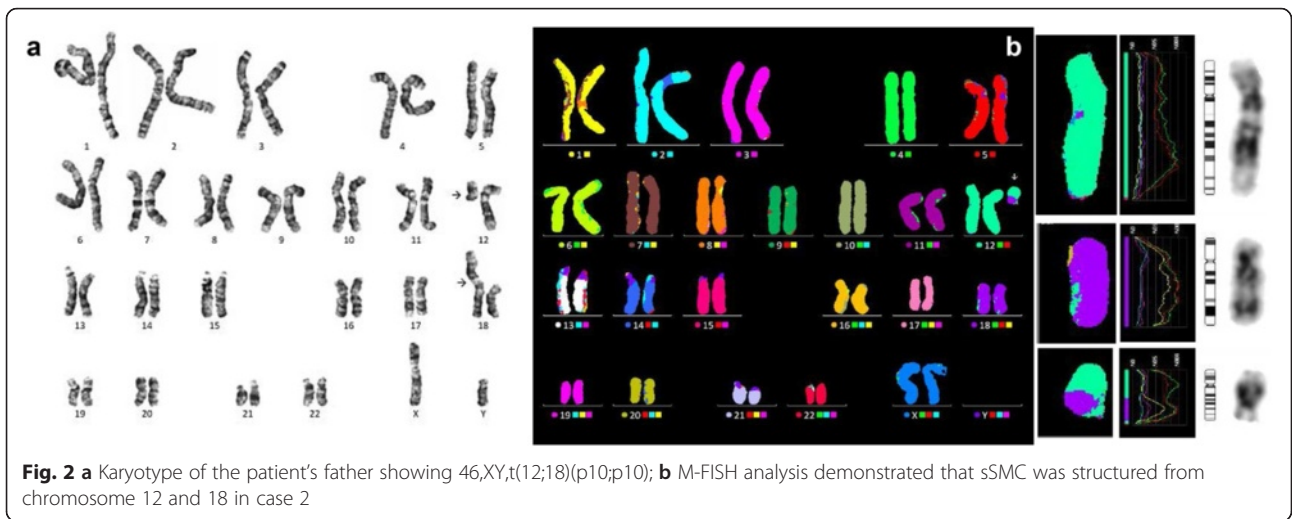 a
1 2 3 4 5
6 7 8 9 10 11 → 12
13 14 15 16 17 → 18
19 20 21 22 X Y
b
1 2 3 4 5
6 7 8 9 10 11 12
13 14 15 16 17 18
19 20 21 22 X Y
Fig. 2 a Karyotype of the patient's father showing 46,XY,t(12;18)(p10;p10); b M-FISH analysis demonstrated that sSMC was structured from
chromosome 12 and 18 in case 2